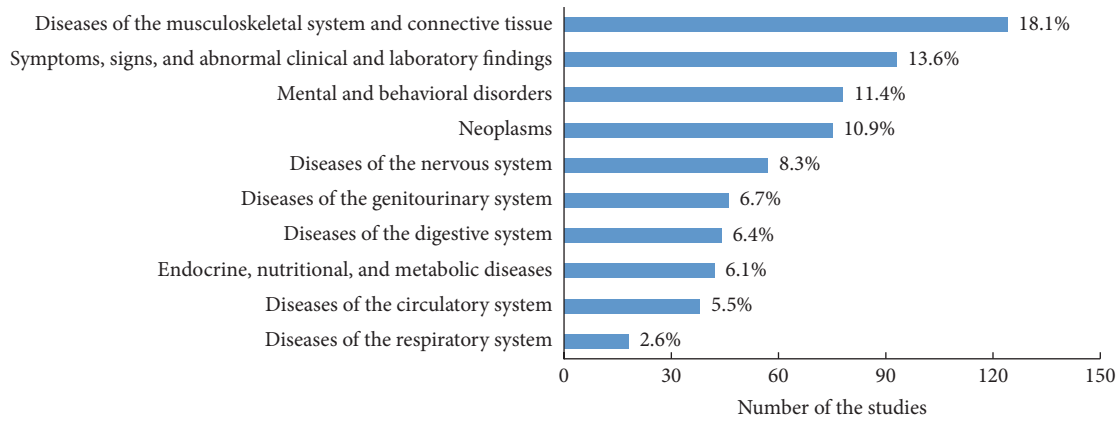 Diseases of the musculoskeletal system and connective tissue 18.1%
Symptoms, signs, and abnormal clinical and laboratory findings 13.6%
Mental and behavioral disorders 11.4%
Neoplasms 10.9%
Diseases of the nervous system 8.3%
Diseases of the genitourinary system 6.7%
Diseases of the digestive system 6.4%
Endocrine, nutritional, and metabolic diseases 6.1%
Diseases of the circulatory system 5.5%
Diseases of the respiratory system 2.6%
0 30 60 90 120 150
Number of the studies